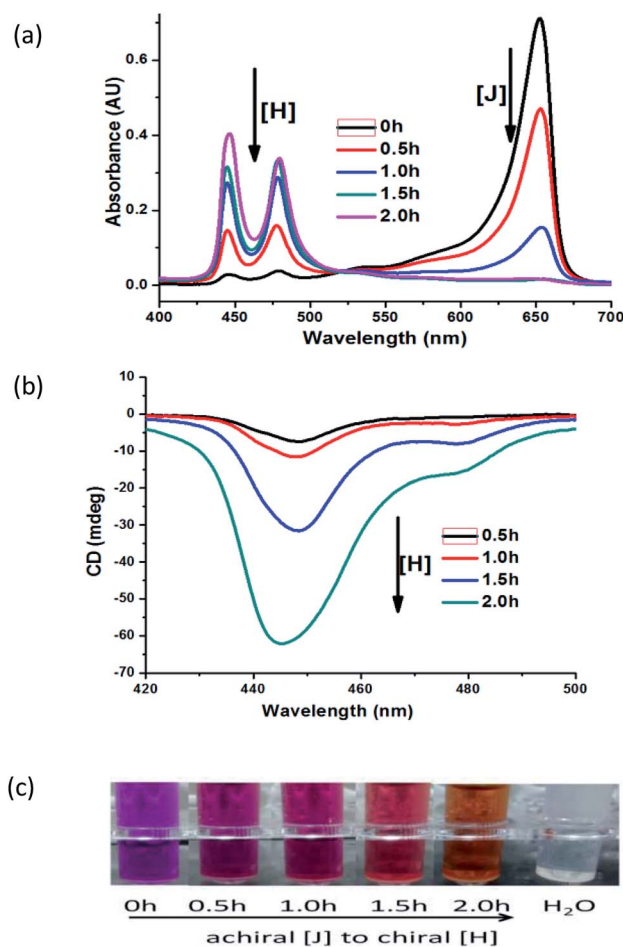 (a)
0.6
0.4
0.2
0.0
Absorbance (AU)
[H]
[J]
0h
0.5h
1.0h
1.5h
2.0h
400 450 500 550 600 650 700
Wavelength (nm)
(b)
10
0
-10
-20
-30
-40
-50
-60
-70
CD (mdeg)
[H]
0.5h
1.0h
1.5h
2.0h
420 440 460 480 500
Wavelength (nm)
(c)
0h 0.5h 1.0h 1.5h 2.0h H₂O
achiral [J] to chiral [H]